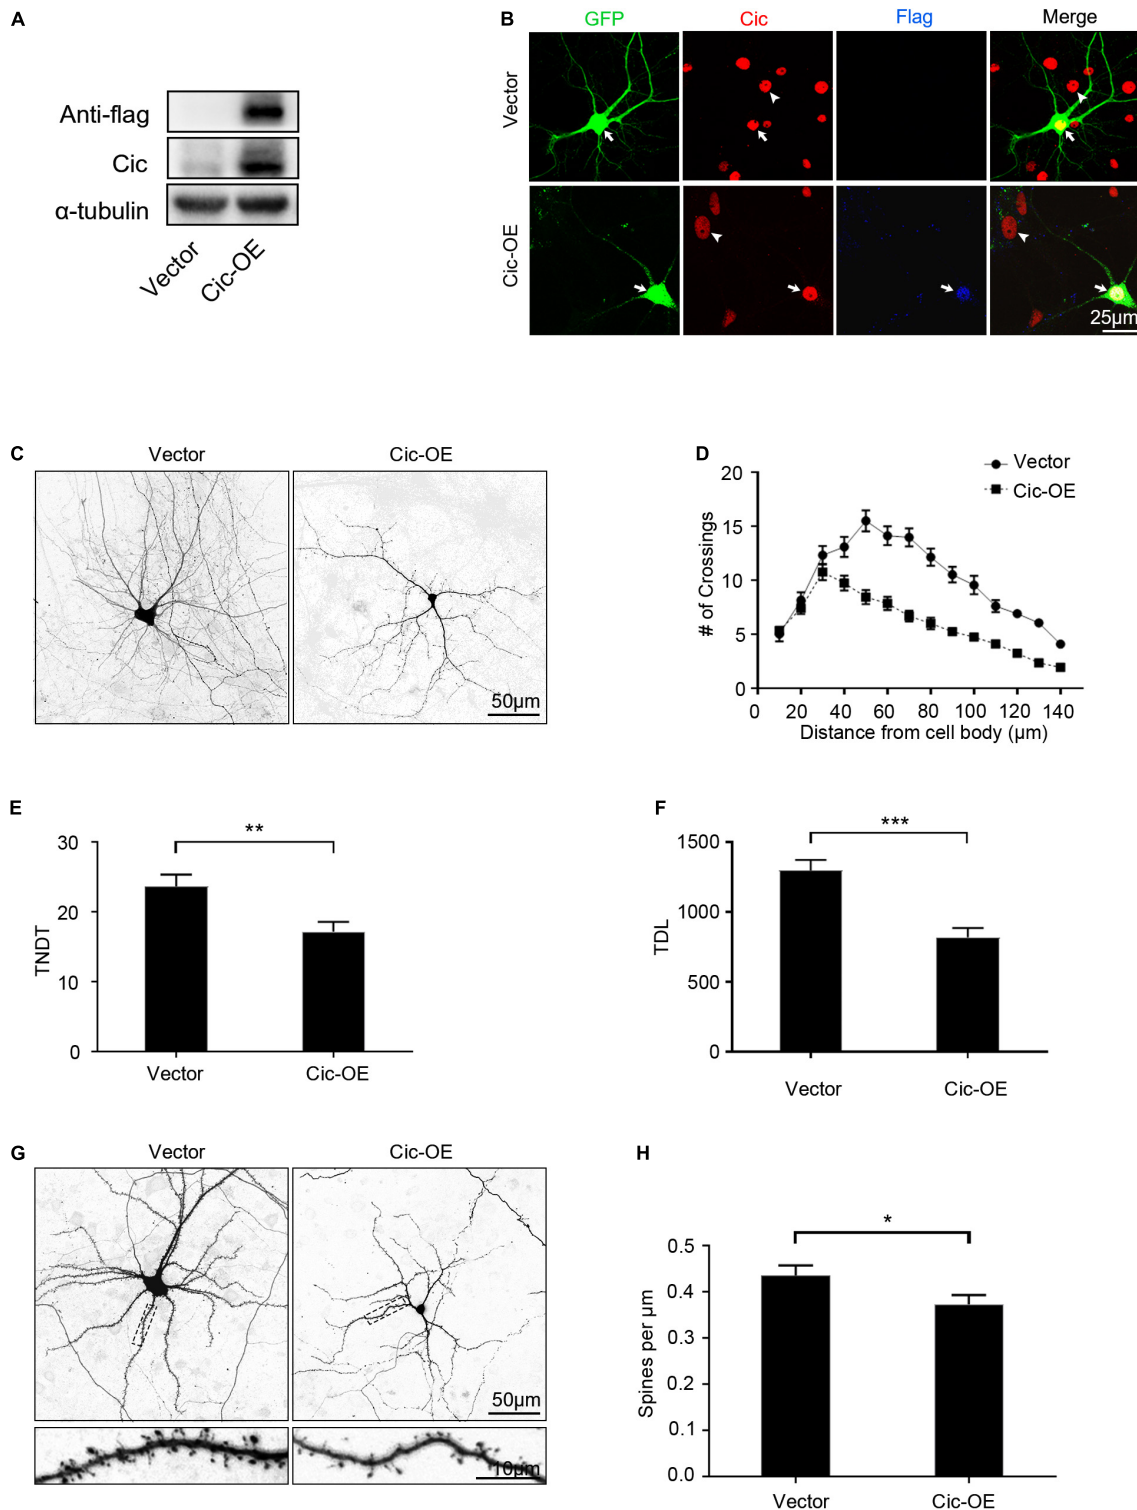 A
Anti-flag
Cic
α-tubulin
Vector
Cic-OE
B
GFP
Cic
Flag
Merge
Vector
Cic-OE
25μm
C
Vector
Cic-OE
50μm
D
Vector
Cic-OE
# of Crossings
20
15
10
5
0
0 20 40 60 80 100 120 140
Distance from cell body (μm)
E
**
TNDT
30
20
10
0
Vector
Cic-OE
F
***
TDL
1500
1000
500
0
Vector
Cic-OE
G
Vector
Cic-OE
50μm
10μm
H
*
Spines per μm
0.5
0.4
0.3
0.2
0.1
0.0
Vector
Cic-OE